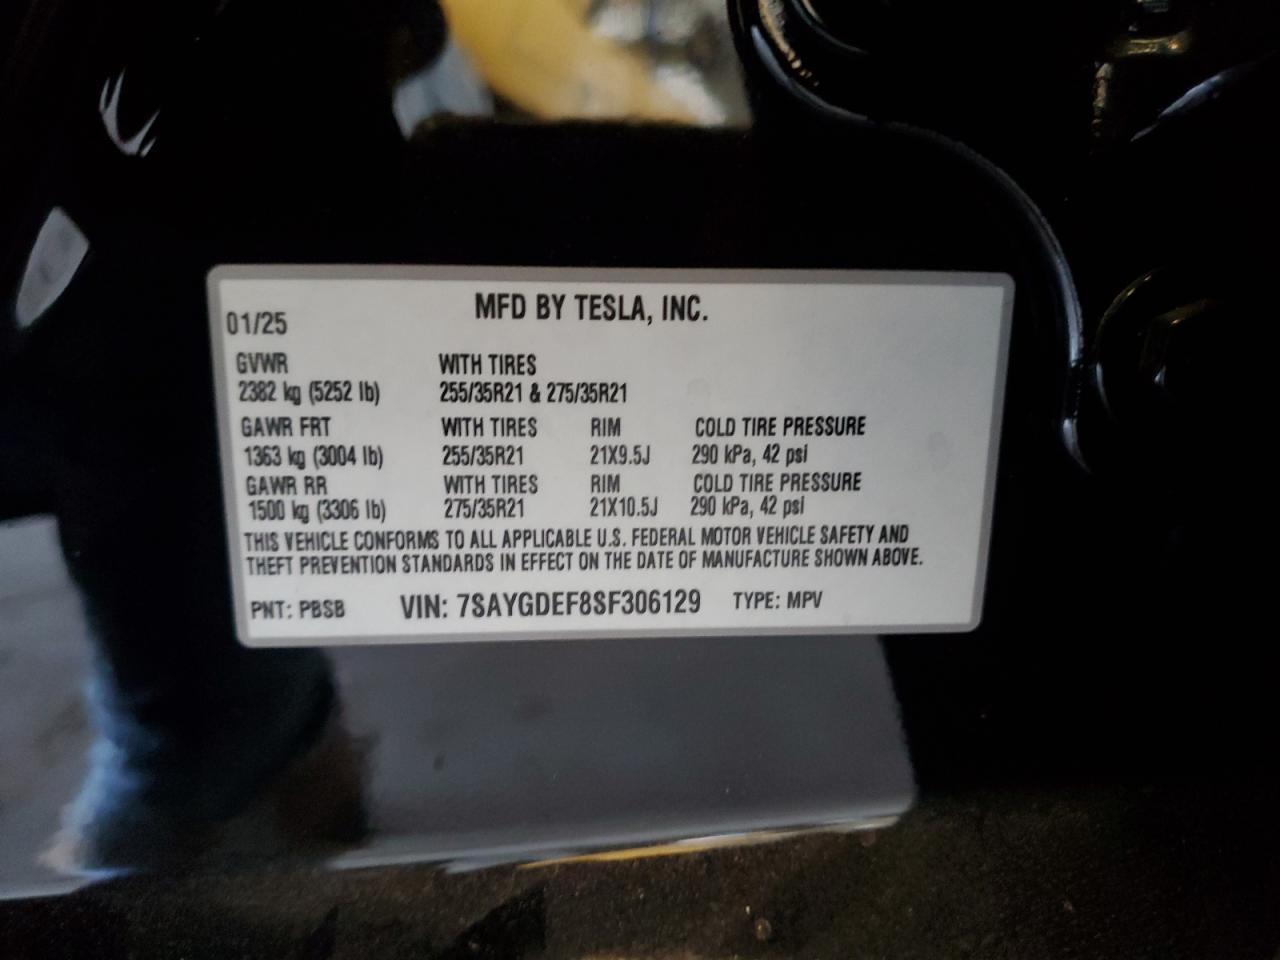 MFD BY TESLA, INC.
01/25
GVWR WITH TIRES
2382 kg (5252 lb) 255/35R21 & 275/35R21
GAWR FRT WITH TIRES RIM COLD TIRE PRESSURE
1363 kg (3004 lb) 255/35R21 21X9.5J 290 kPa, 42 psi
GAWR RR WITH TIRES RIM COLD TIRE PRESSURE
1500 kg (3306 lb) 275/35R21 21X10.5J 290 kPa, 42 psi
THIS VEHICLE CONFORMS TO ALL APPLICABLE U.S. FEDERAL MOTOR VEHICLE SAFETY AND
THEFT PREVENTION STANDARDS IN EFFECT ON THE DATE OF MANUFACTURE SHOWN ABOVE.
PNT: PBSB VIN: 7SAYGDEF8SF306129 TYPE: MPV